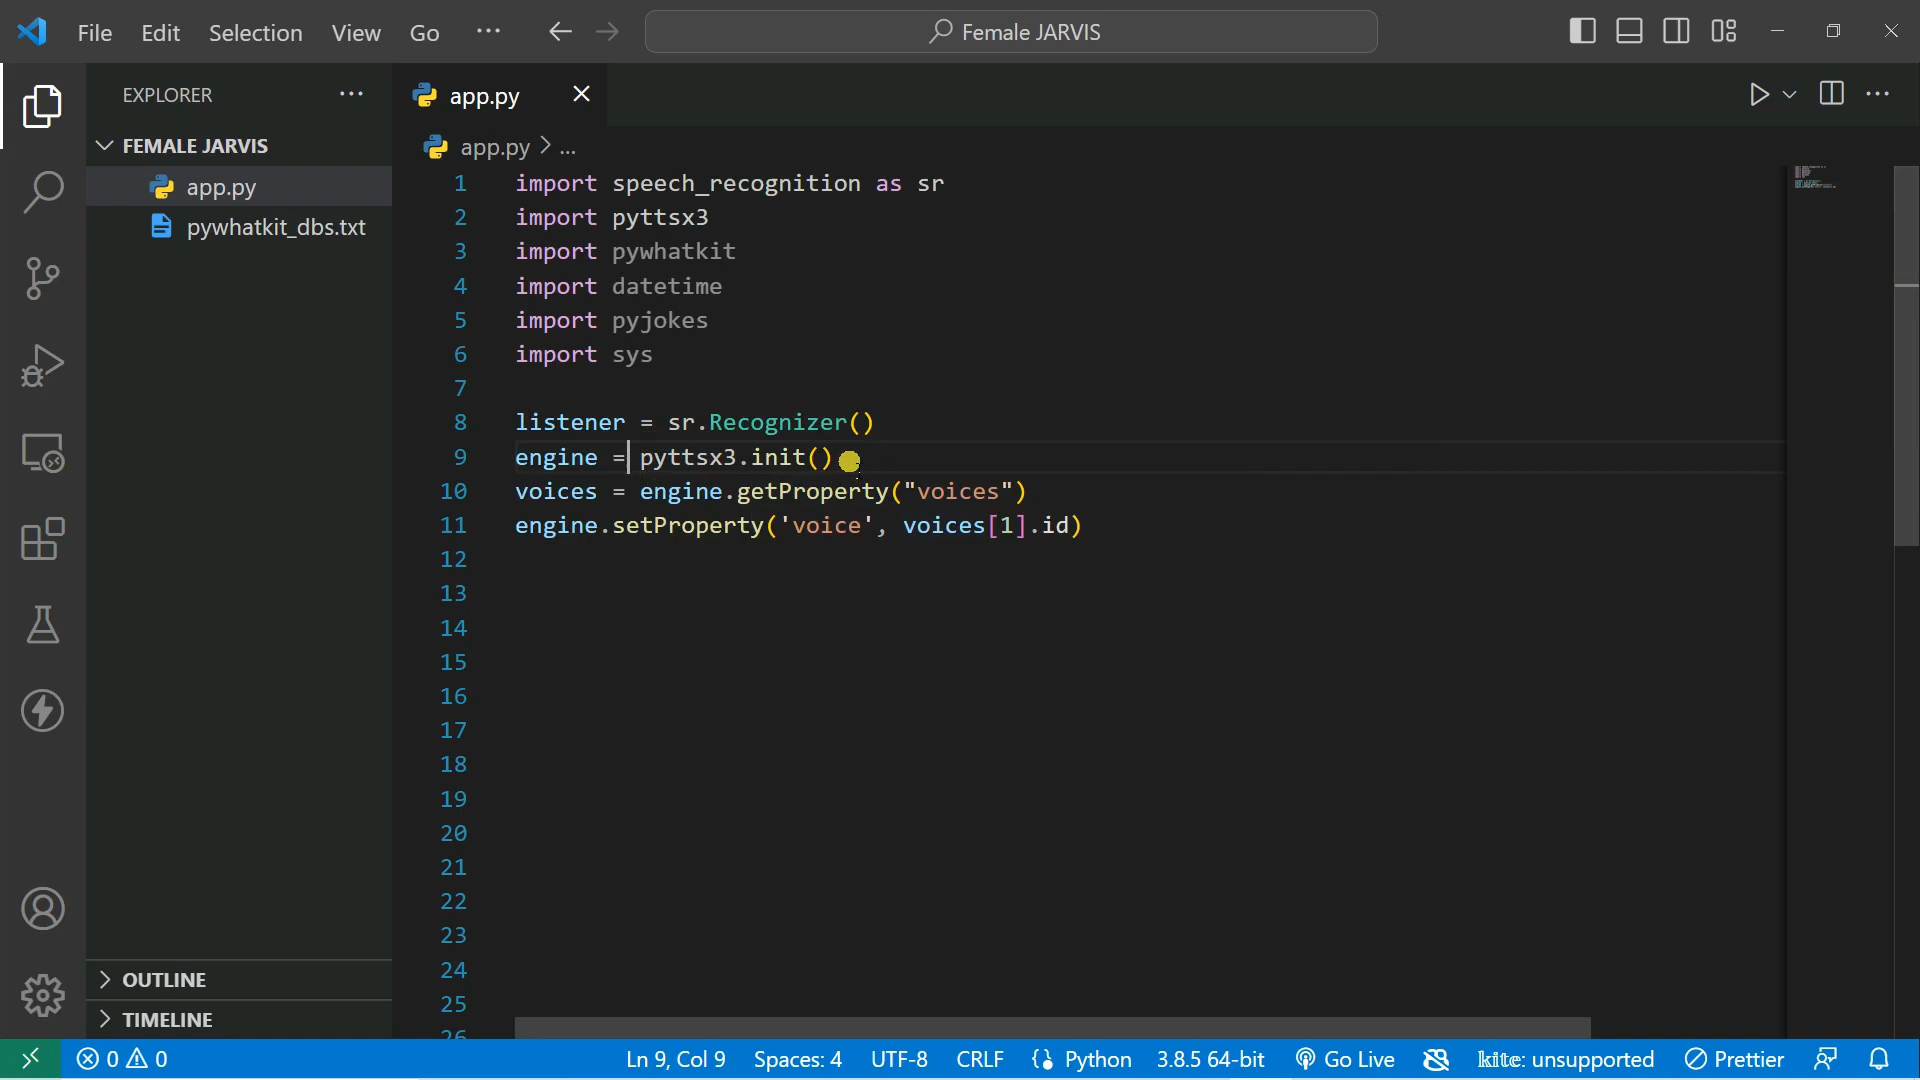 File Edit Selection View Go ··· Female JARVIS
EXPLORER ···
FEMALE JARVIS
app.py
pywhatkit_dbs.txt
OUTLINE
TIMELINE
app.py
app.py > ...
1 import speech_recognition as sr
2 import pyttsx3
3 import pywhatkit
4 import datetime
5 import pyjokes
6 import sys
7
8 listener = sr.Recognizer()
9 engine = pyttsx3.init()
10 voices = engine.getProperty("voices")
11 engine.setProperty('voice', voices[1].id)
12
13
14
15
16
17
18
19
20
21
22
23
24
25
26
0 0 Ln 9, Col 9 Spaces: 4 UTF-8 CRLF Python 3.8.5 64-bit Go Live kite: unsupported Prettier